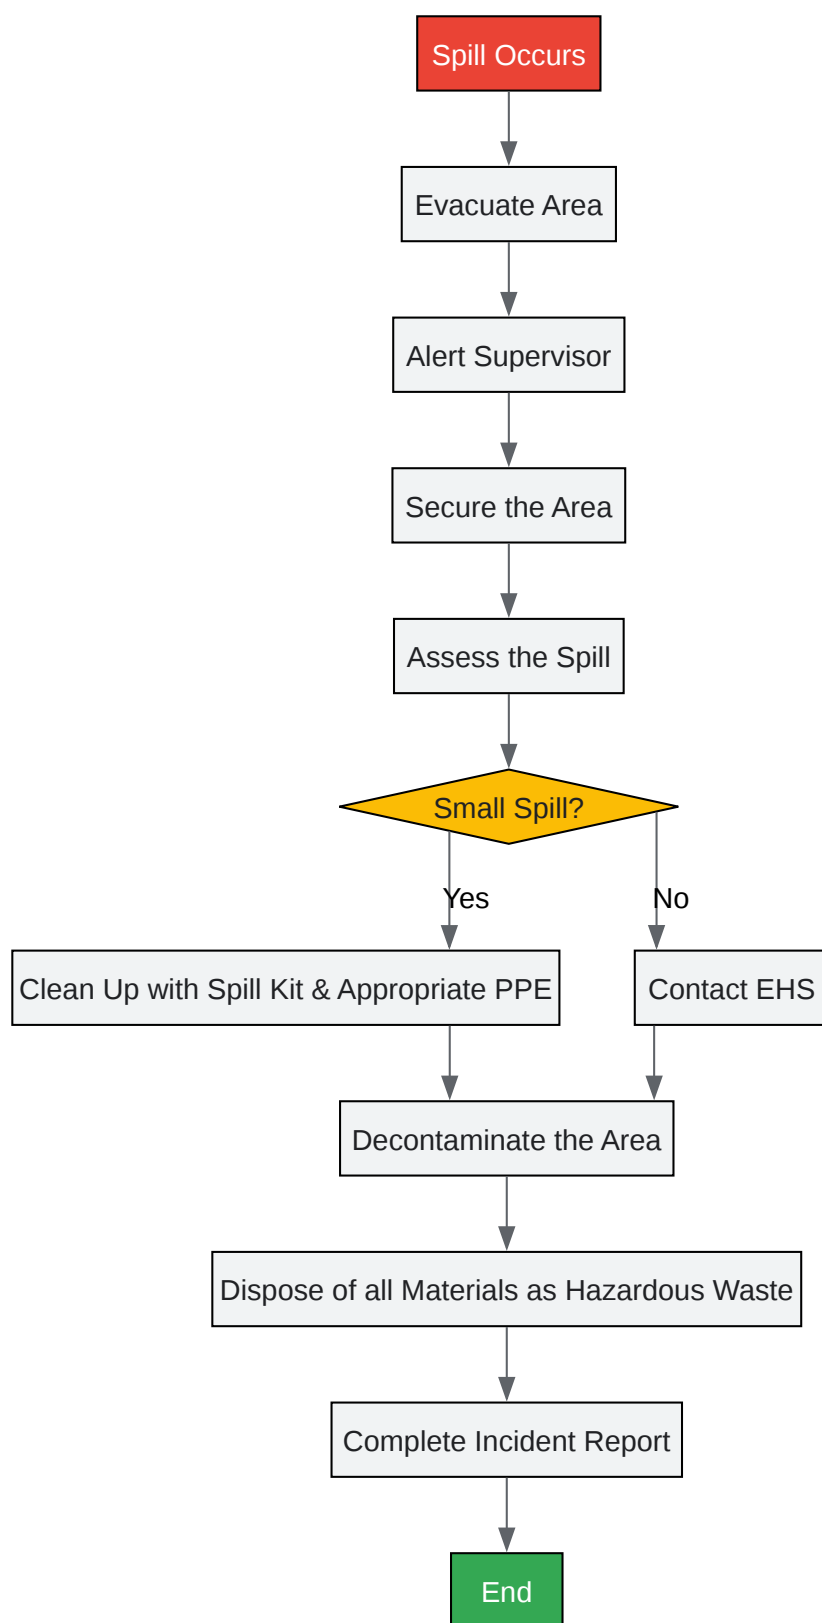 Spill Occurs
Evacuate Area
Alert Supervisor
Secure the Area
Assess the Spill
Small Spill?
Yes
No
Clean Up with Spill Kit & Appropriate PPE
Contact EHS
Decontaminate the Area
Dispose of all Materials as Hazardous Waste
Complete Incident Report
End